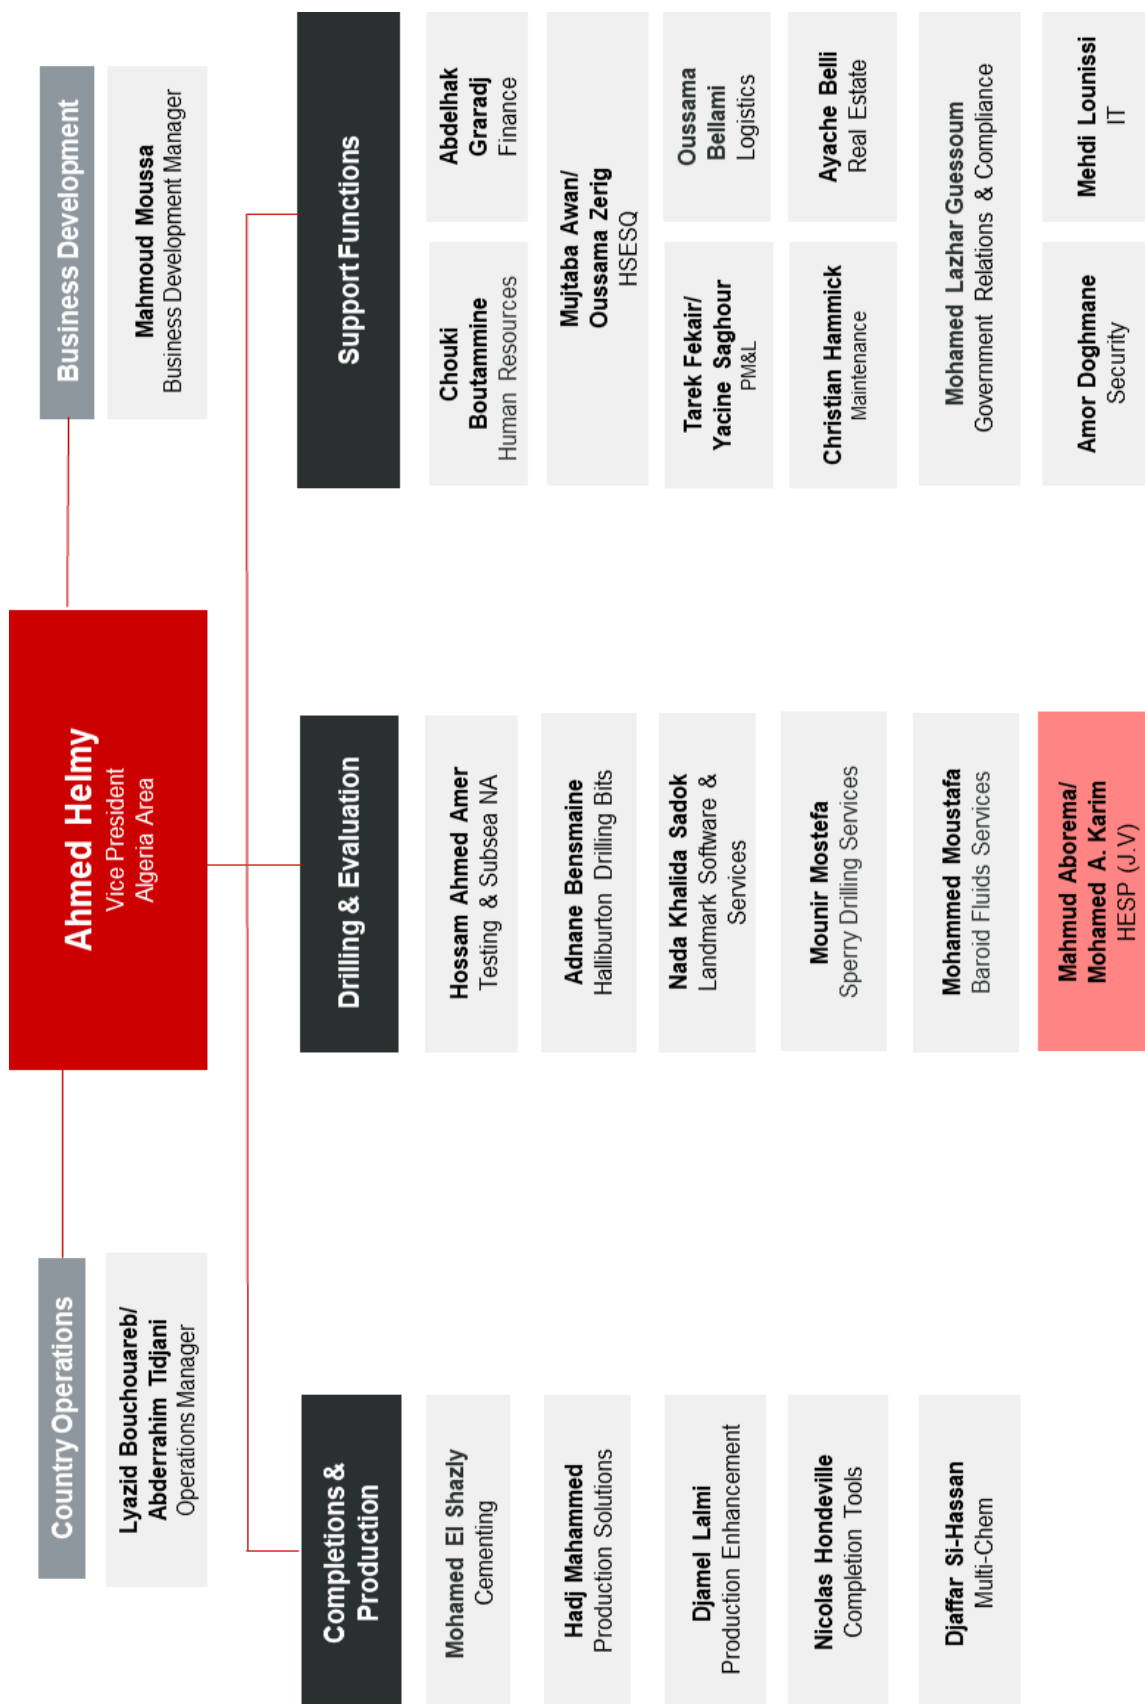 Ahmed Helmy
Vice President
Algeria Area
Country Operations
Lyazid Bouchouareb/
Abderrahim Tidjani
Operations Manager
Business Development
Mahmoud Moussa
Business Development Manager
Completions &
Production
Mohamed El Shazly
Cementing
Hadj Mahammed
Production Solutions
Djamel Lalmi
Production Enhancement
Nicolas Hondeville
Completion Tools
Djaffar Si-Hassan
Multi-Chem
Drilling & Evaluation
Hossam Ahmed Amer
Testing & Subsea NA
Adnane Bensmaine
Halliburton Drilling Bits
Nada Khalida Sadok
Landmark Software &
Services
Mounir Mostefa
Sperry Drilling Services
Mohammed Moustafa
Baroid Fluids Services
Mahmud Aborema/
Mohamed A. Karim
HESP (J.V)
Support Functions
Chouki
Boutammine
Human Resources
Abdelhak
Graradj
Finance
Mujtaba Awan/
Oussama Zerig
HSESQ
Tarek Fekair/
Yacine Saghour
PM&L
Oussama
Bellami
Logistics
Christian Hammick
Maintenance
Ayache Belli
Real Estate
Mohamed Lazhar Guessoum
Government Relations & Compliance
Amor Doghmane
Security
Mehdi Lounissi
IT